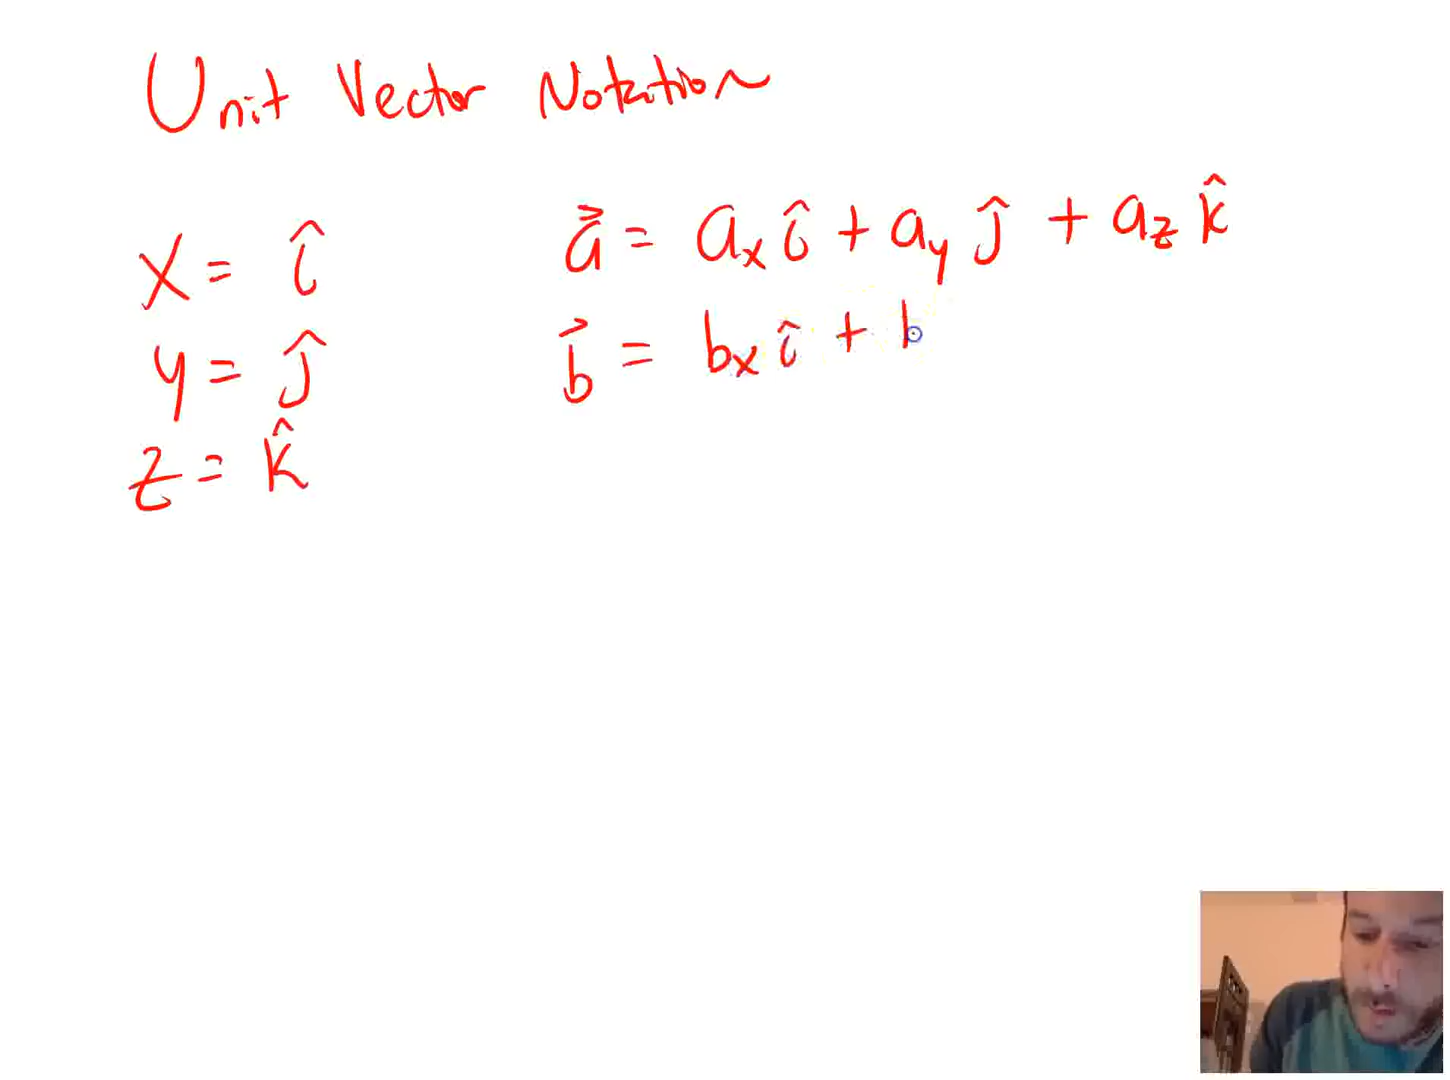 Unit Vector Notation
x = î
y = ĵ
z = k̂
a⃗ = aₓ î + a_y ĵ + a_z k̂
b⃗ = bₓ î + b